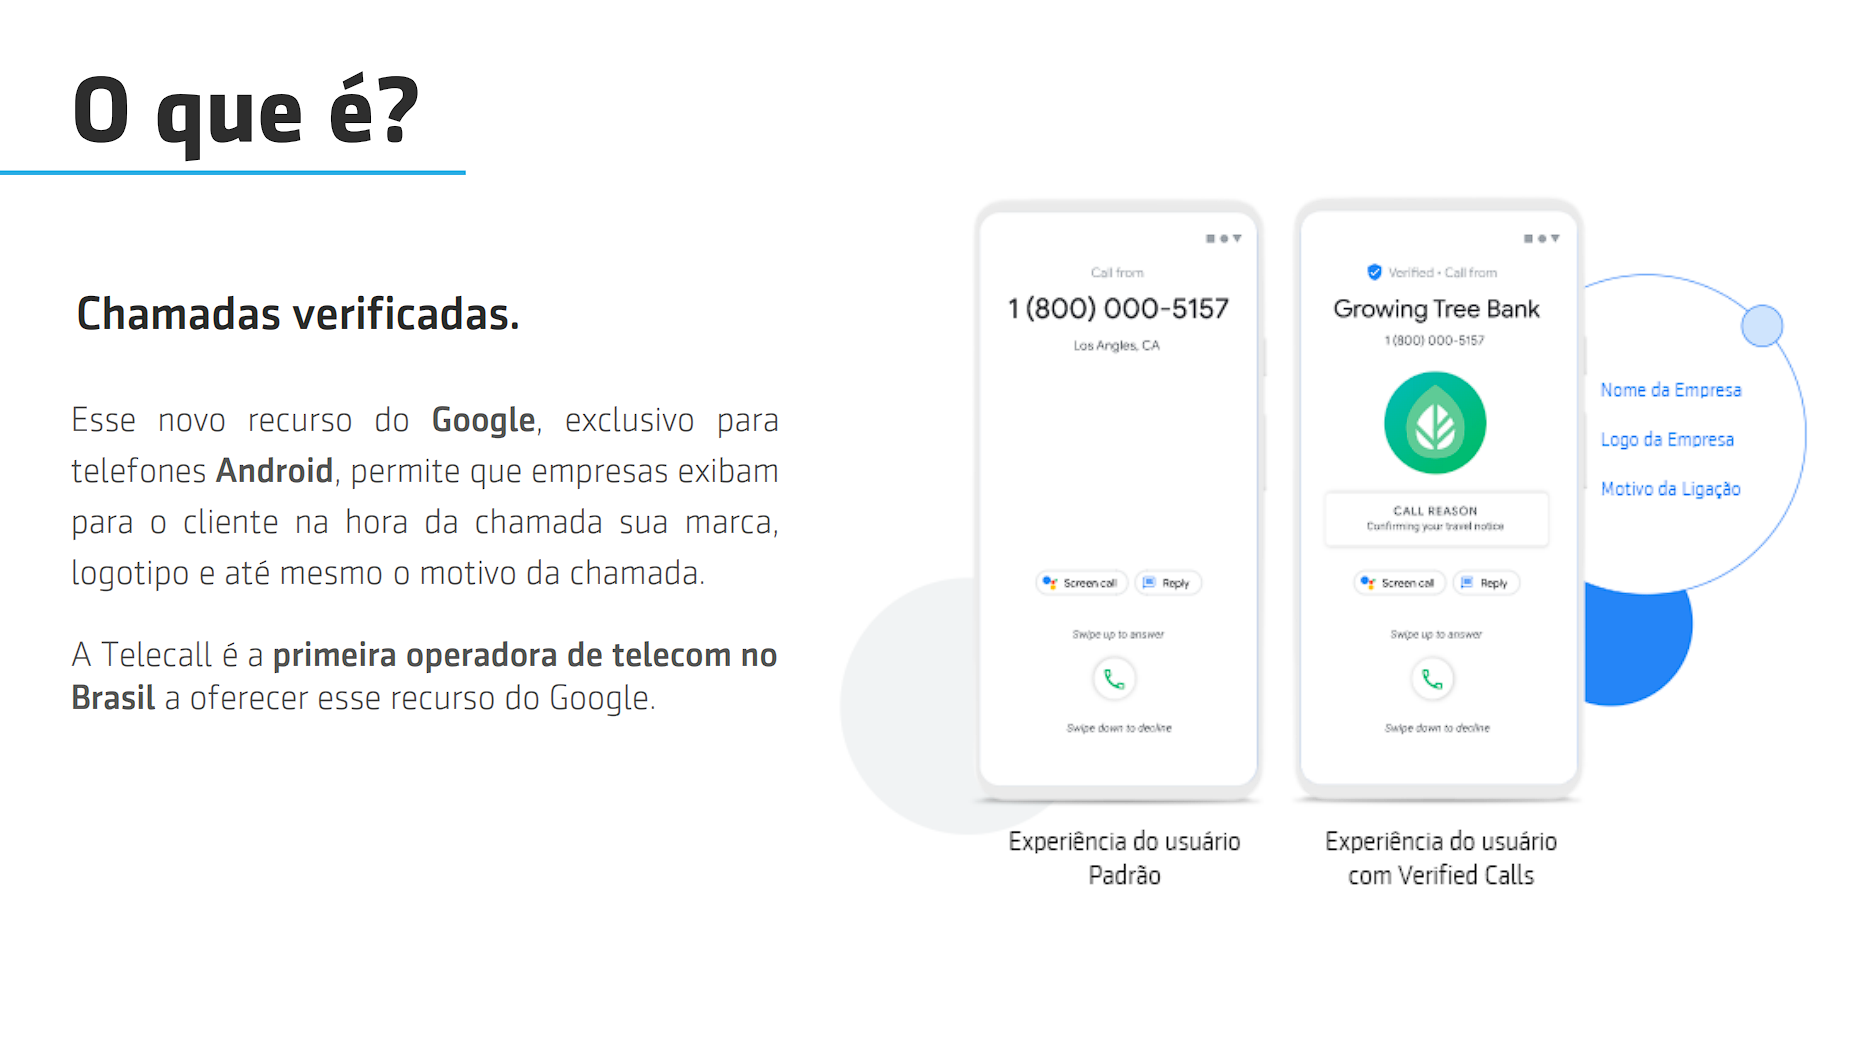 O que é?
Chamadas verificadas.
Esse novo recurso do Google, exclusivo para
telefones Android, permite que empresas exibam
para o cliente na hora da chamada sua marca,
logotipo e até mesmo o motivo da chamada.
A Telecall é a primeira operadora de telecom no
Brasil a oferecer esse recurso do Google.
Call from
1 (800) 000-5157
Los Angles, CA
Screen call
Reply
Swipe up to answer
Swipe down to decline
Experiência do usuário
Padrão
Verified • Call from
Growing Tree Bank
1 (800) 000-5157
CALL REASON
Confirming your travel notice
Screen call
Reply
Swipe up to answer
Swipe down to decline
Experiência do usuário
com Verified Calls
Nome da Empresa
Logo da Empresa
Motivo da Ligação